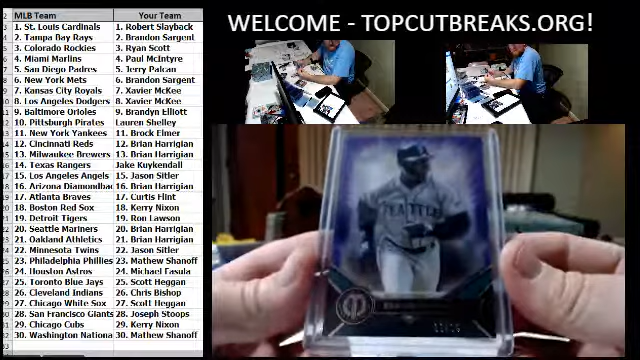 WELCOME - TOPCUTBREAKS.ORG!
MLB Team Your Team
1. St. Louis Cardinals 1. Robert Slayback
2. Tampa Bay Rays 2. Brandon Sargent
3. Colorado Rockies 3. Ryan Scott
4. Miami Marlins 4. Paul McIntyre
5. San Diego Padres 5. Terry Palcan
6. New York Mets 6. Brandon Sargent
7. Kansas City Royals 7. Xavier McKee
8. Los Angeles Dodgers 8. Xavier McKee
9. Baltimore Orioles 9. Brandyn Elliott
10. Pittsburgh Pirates Lauren Shelley
11. New York Yankees 11. Brock Elmer
12. Cincinnati Reds 12. Brian Harrigian
13. Milwaukee Brewers 13. Brian Harrigian
14. Texas Rangers Jake Kuykendall
15. Los Angeles Angels 15. Jason Sitler
16. Arizona Diamondbac 16. Brian Harrigian
17. Atlanta Braves 17. Curtis Flint
18. Boston Red Sox 18. Kerry Nixon
19. Detroit Tigers 19. Ron Lawson
20. Seattle Mariners 20. Brian Harrigian
21. Oakland Athletics 21. Brian Harrigian
22. Minnesota Twins 22. Jason Sitler
23. Philadelphia Phillies 23. Mathew Shanoff
24. Houston Astros 24. Michael Fasula
25. Toronto Blue Jays 25. Scott Heggan
26. Cleveland Indians 26. Chris Bishop
27. Chicago White Sox 27. Scott Heggan
28. San Francisco Giants 28. Joseph Stoops
29. Chicago Cubs 29. Kerry Nixon
30. Washington Nationa 30. Mathew Shanoff
SEATTLE